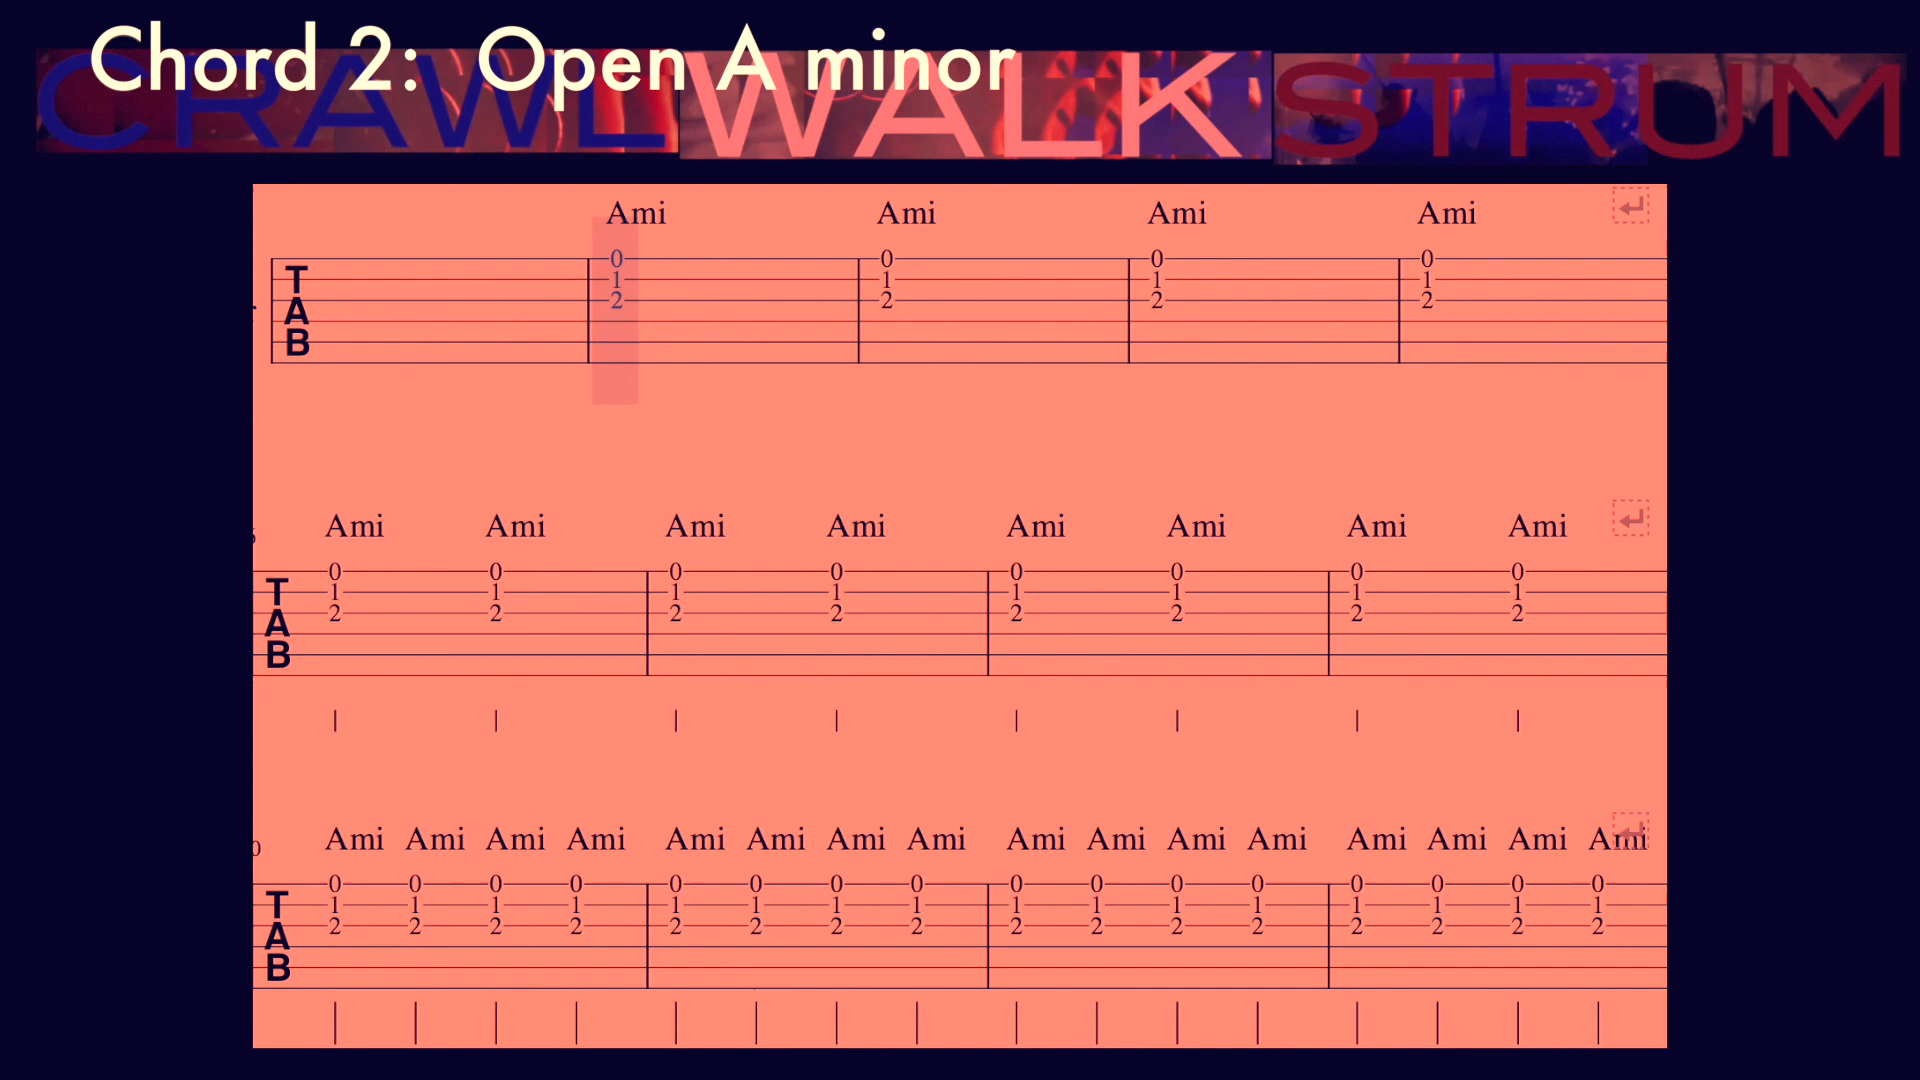 Chord 2: Open A minor
CRAWL WALK STRUM
Ami Ami Ami Ami
T A B
0 0 0 0
1 1 1 1
2 2 2 2
Ami Ami Ami Ami Ami Ami Ami Ami
T A B
0 0 0 0 0 0 0 0
1 1 1 1 1 1 1 1
2 2 2 2 2 2 2 2
Ami Ami Ami Ami Ami Ami Ami Ami Ami Ami Ami Ami Ami Ami Ami Ami
T A B
0 0 0 0 0 0 0 0 0 0 0 0 0 0 0 0
1 1 1 1 1 1 1 1 1 1 1 1 1 1 1 1
2 2 2 2 2 2 2 2 2 2 2 2 2 2 2 2